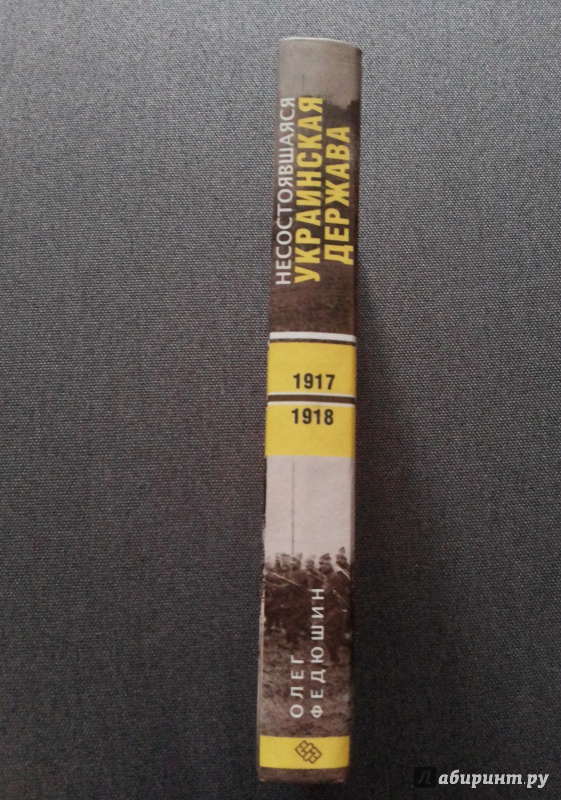 НЕСОСТОЯВШАЯСЯ
УКРАИНСКАЯ
ДЕРЖАВА
1917
1918
ОЛЕГ
ФЕДЮШИН
Лабиринт.ру